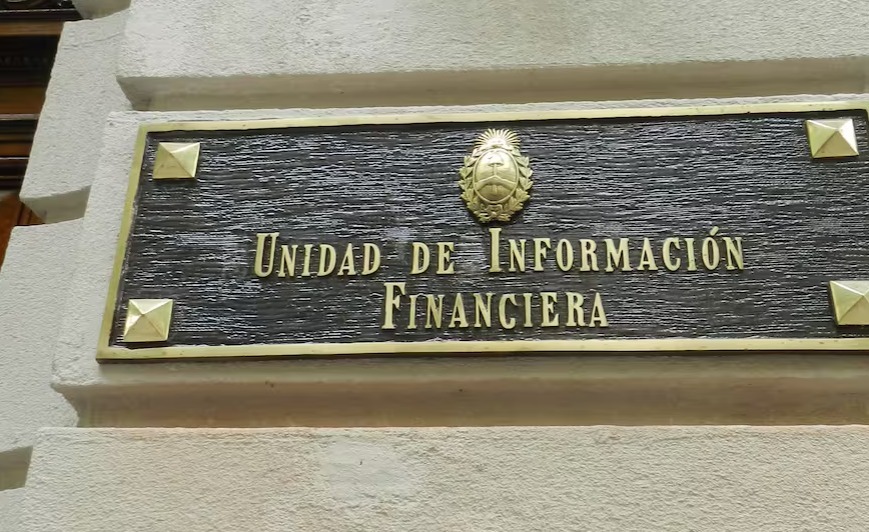 Unidad de Información
Financiera